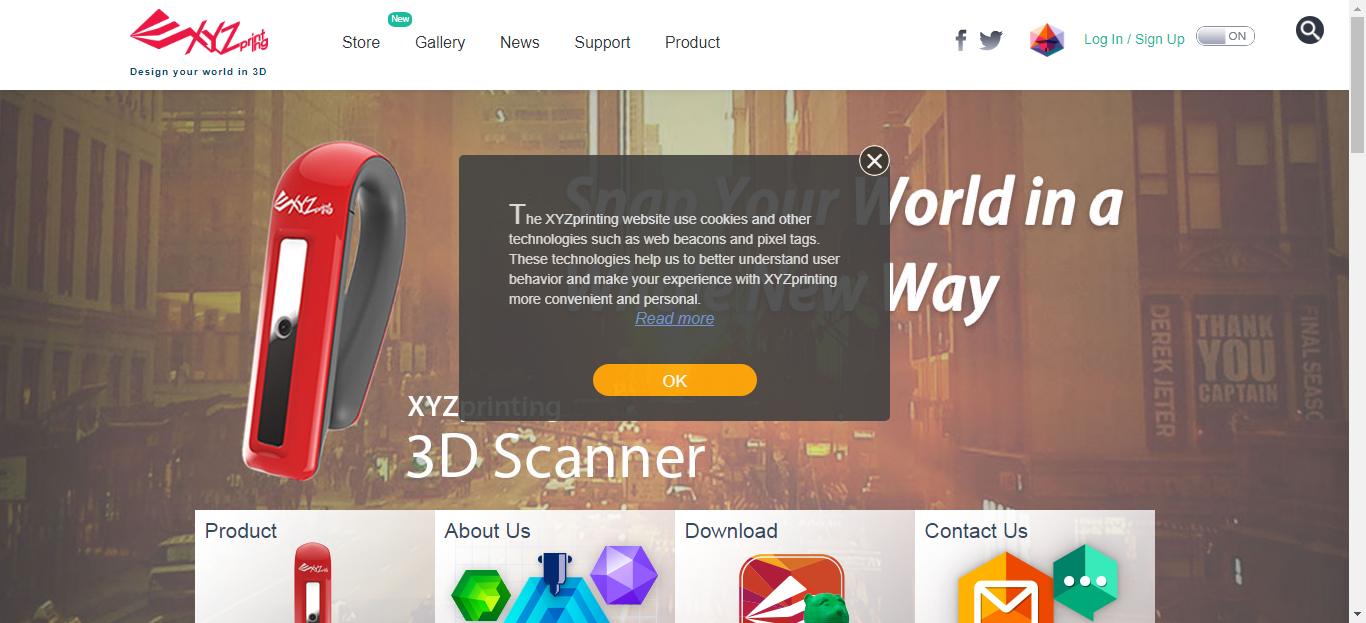 XYZprinting
Design your world in 3D
New
Store
Gallery
News
Support
Product
Log In / Sign Up
ON
XYZprinting
Snap Your World in a
Whole New Way
The XYZprinting website use cookies and other
technologies such as web beacons and pixel tags.
These technologies help us to better understand user
behavior and make your experience with XYZprinting
more convenient and personal.
Read more
OK
DEREK JETER
THANK
YOU
CAPTAIN
FINAL
XYZprinting
3D Scanner
Product
About Us
Download
Contact Us
XYZprinting